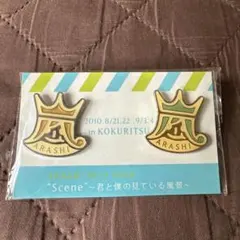 2010 8/21.22 9/3.4
in KOKURITSU
嵐
ARASHI
嵐
ARASHI
"Scene"～君と僕の見ている風景～